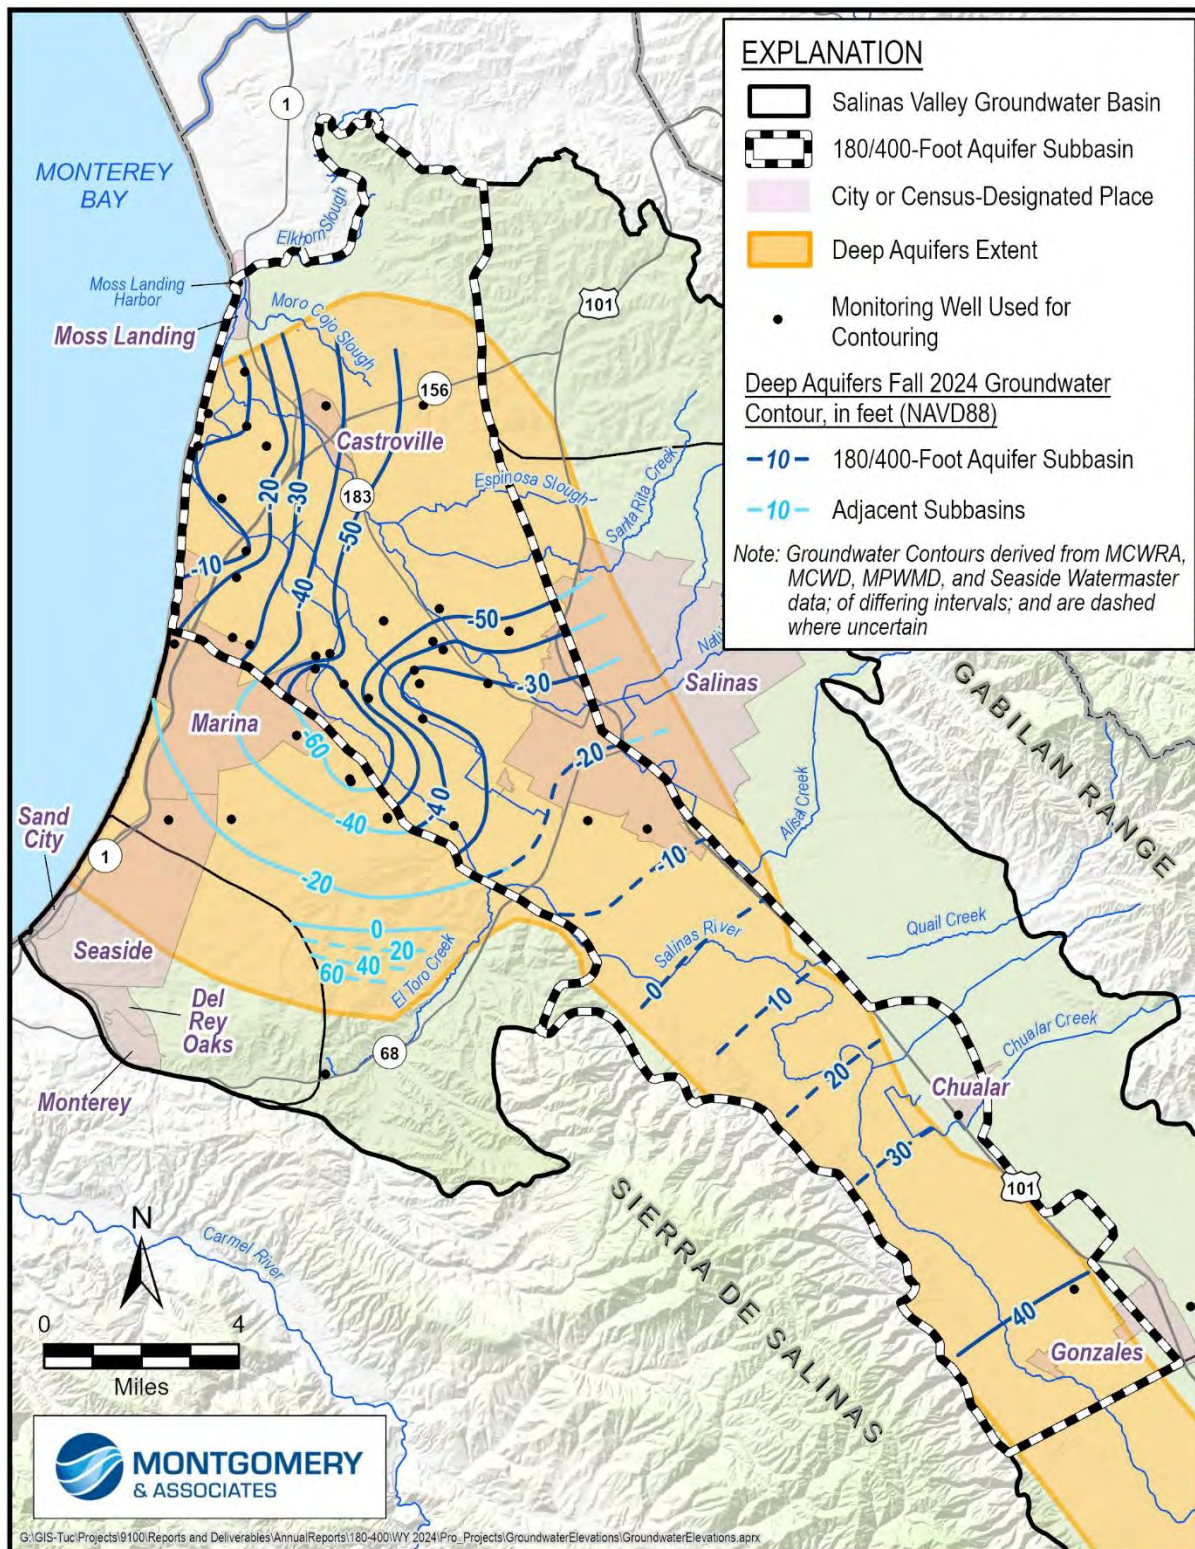 EXPLANATION
Salinas Valley Groundwater Basin
180/400-Foot Aquifer Subbasin
City or Census-Designated Place
Deep Aquifers Extent
Monitoring Well Used for
Contouring
Deep Aquifers Fall 2024 Groundwater
Contour, in feet (NAVD88)
10
180/400-Foot Aquifer Subbasin
10
Adjacent Subbasins
Note: Groundwater Contours derived from MCWRA,
MCWD, MPWMD, and Seaside Watermaster
data; of differing intervals; and are dashed
where uncertain
1
MONTEREY
BAY
Elkhorn Slough
Moss Landing
Harbor
Moss Landing
Moro Cojo Slough
101
156
Castroville
-20
-30
183
-50
Espinosa Slough
Santa Rita Creek
-10
-40
-50
Nativi
-30
Salinas
GABILAN RANGE
Marina
-60
-20
-40
-40
Alisal Creek
Sand
City
1
-10
-20
Quail Creek
0
20
40
60
Seaside
El Toro Creek
Salinas River
0
10
Del
Rey
Oaks
68
Chualar Creek
20
Chualar
Monterey
30
101
SIERRA DE SALINAS
Carmel River
N
40
Gonzales
0 4
Miles
MONTGOMERY
& ASSOCIATES
G:\GIS-Tuc\Projects\9100\Reports and Deliverables\AnnualReports\180-400\WY 2024\Pro_Projects\GroundwaterElevations\GroundwaterElevations.aprx